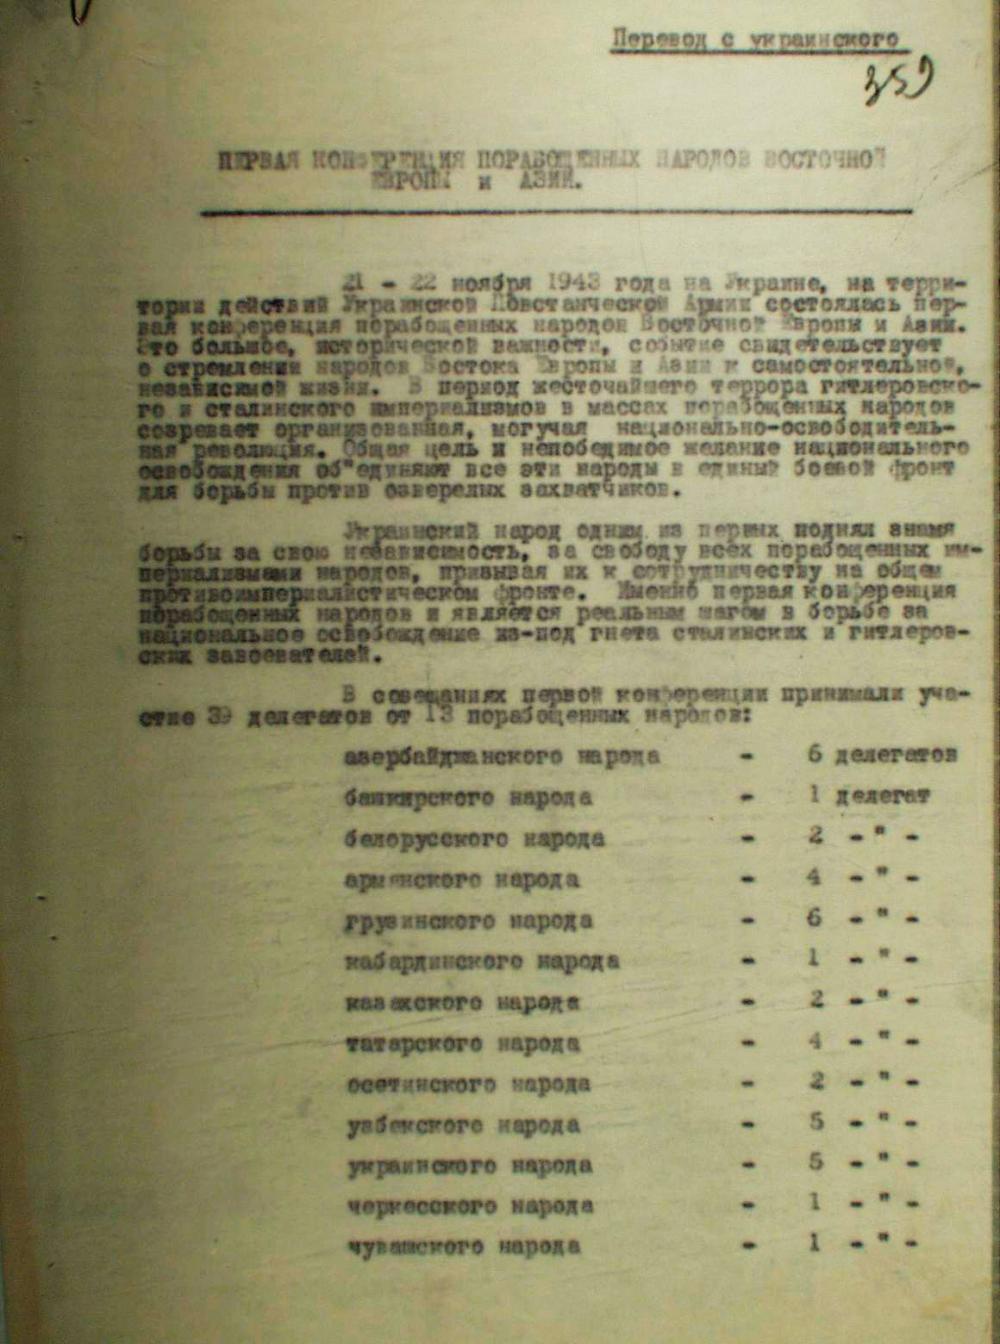 Перевод с украинского
359
ПЕРВАЯ КОНФЕРЕНЦИЯ ПОРАБОЩЕННЫХ НАРОДОВ ВОСТОЧНОЙ
ЕВРОПЫ и АЗИИ.
21 - 22 ноября 1943 года на Украине, на терри-
тории действий Украинской Повстанческой Армии состоялась пер-
вая конференция порабощенных народов Восточной Европы и Азии.
Это большое, исторической важности, событие свидетельствует
о стремлении народов Востока Европы и Азии к самостоятельной,
независимой жизни. В период жесточайшего террора гитлеровско-
го и сталинского империализмов в массах порабощенных народов
созревает организованная, могучая национально-освободитель-
ная революция. Общая цель и непобедимое желание национального
освобождения об"единяют все эти народы в единый боевой фронт
для борьбы против озверелых захватчиков.
Украинский народ одним из первых поднял знамя
борьбы за свою независимость, за свободу всех порабощенных им-
периализмами народов, призывая их к сотрудничеству на общем
противоимпериалистическом фронте. Именно первая конференция
порабощенных народов и является реальным шагом в борьбе за
национальное освобождение из-под гнета сталинских и гитлеров-
ских завоевателей.
В совещаниях первой конференции принимали уча-
стие 39 делегатов от 13 порабощенных народов:
азербайджанского народа - 6 делегатов
башкирского народа - 1 делегат
белорусского народа - 2 -"-
армянского народа - 4 -"-
грузинского народа - 6 -"-
кабардинского народа - 1 -"-
казахского народа - 2 -"-
татарского народа - 4 -"-
осетинского народа - 2 -"-
узбекского народа - 5 -"-
украинского народа - 5 -"-
черкесского народа - 1 -"-
чувашского народа - 1 -"-